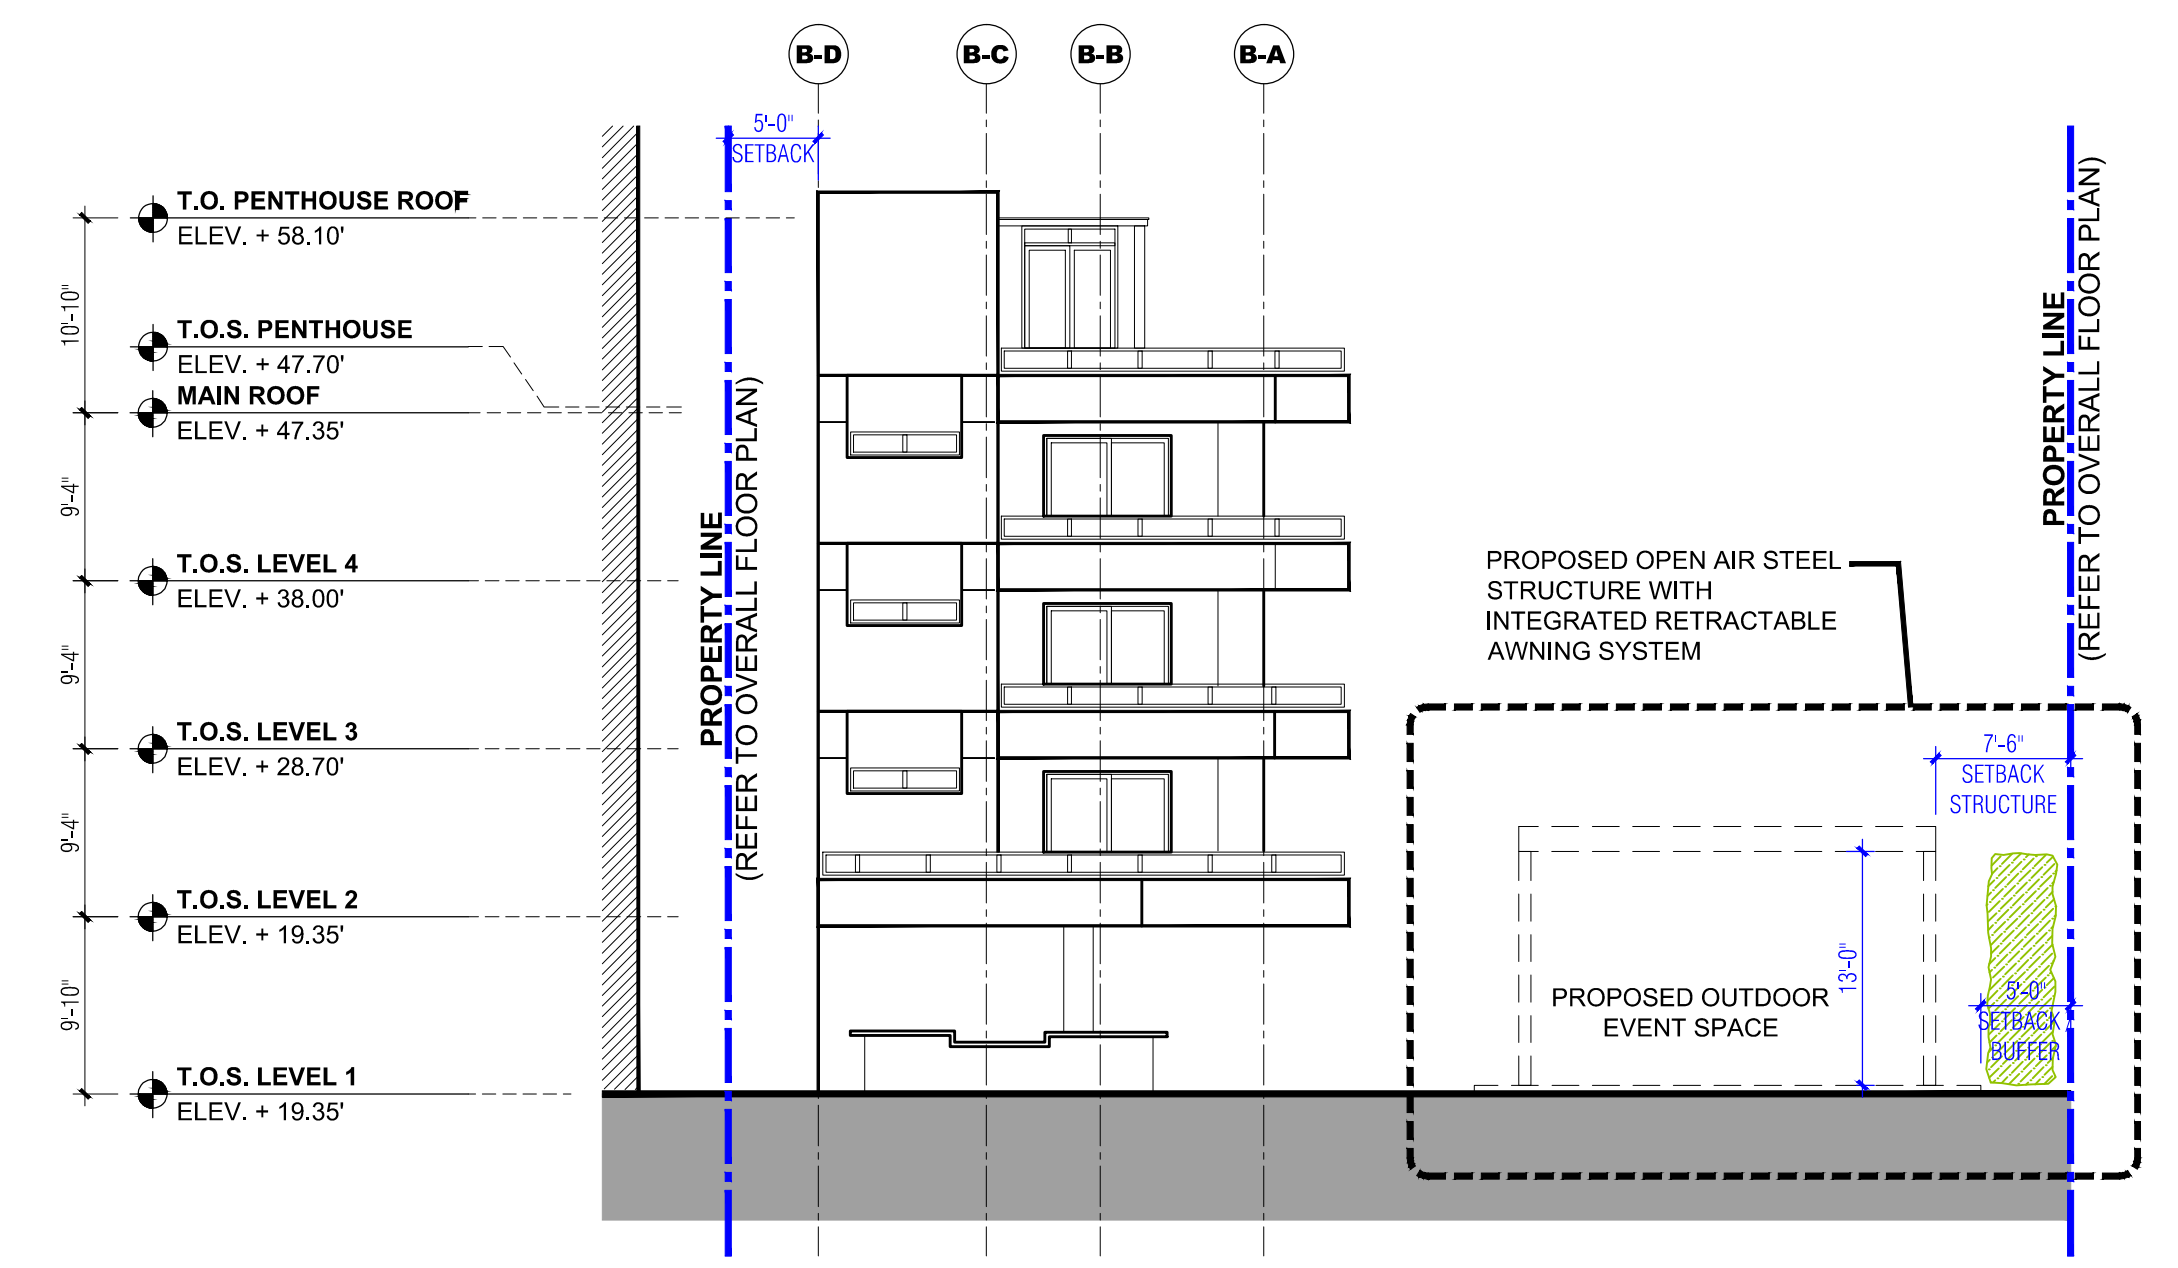 B-D
B-C
B-B
B-A
5'-0"
SETBACK
T.O. PENTHOUSE ROOF
ELEV. + 58.10'
10'-10"
T.O.S. PENTHOUSE
ELEV. + 47.70'
MAIN ROOF
ELEV. + 47.35'
9'-4"
T.O.S. LEVEL 4
ELEV. + 38.00'
9'-4"
T.O.S. LEVEL 3
ELEV. + 28.70'
9'-4"
T.O.S. LEVEL 2
ELEV. + 19.35'
9'-10"
T.O.S. LEVEL 1
ELEV. + 19.35'
PROPERTY LINE
(REFER TO OVERALL FLOOR PLAN)
PROPERTY LINE
(REFER TO OVERALL FLOOR PLAN)
PROPOSED OPEN AIR STEEL
STRUCTURE WITH
INTEGRATED RETRACTABLE
AWNING SYSTEM
7'-6"
SETBACK
STRUCTURE
13'-0"
PROPOSED OUTDOOR
EVENT SPACE
5'-0"
SETBACK /
BUFFER